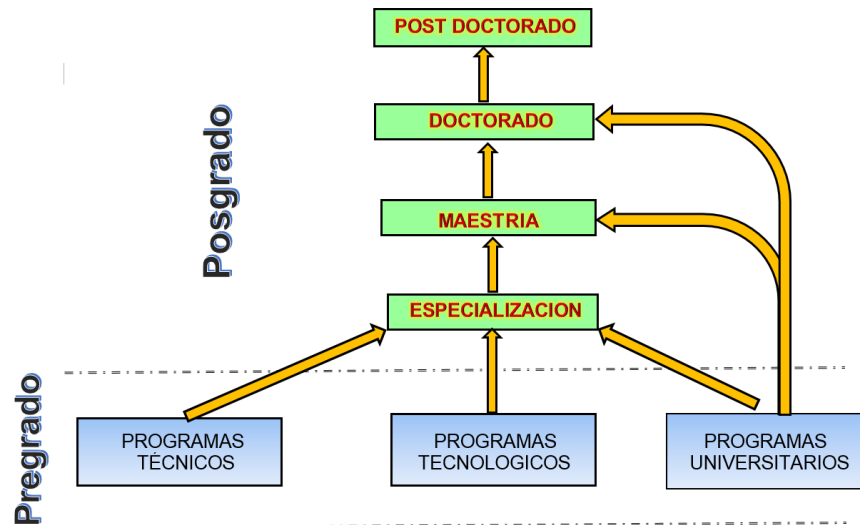 POST DOCTORADO
DOCTORADO
MAESTRIA
ESPECIALIZACION
Posgrado
PROGRAMAS
TÉCNICOS
PROGRAMAS
TECNOLOGICOS
PROGRAMAS
UNIVERSITARIOS
Pregrado